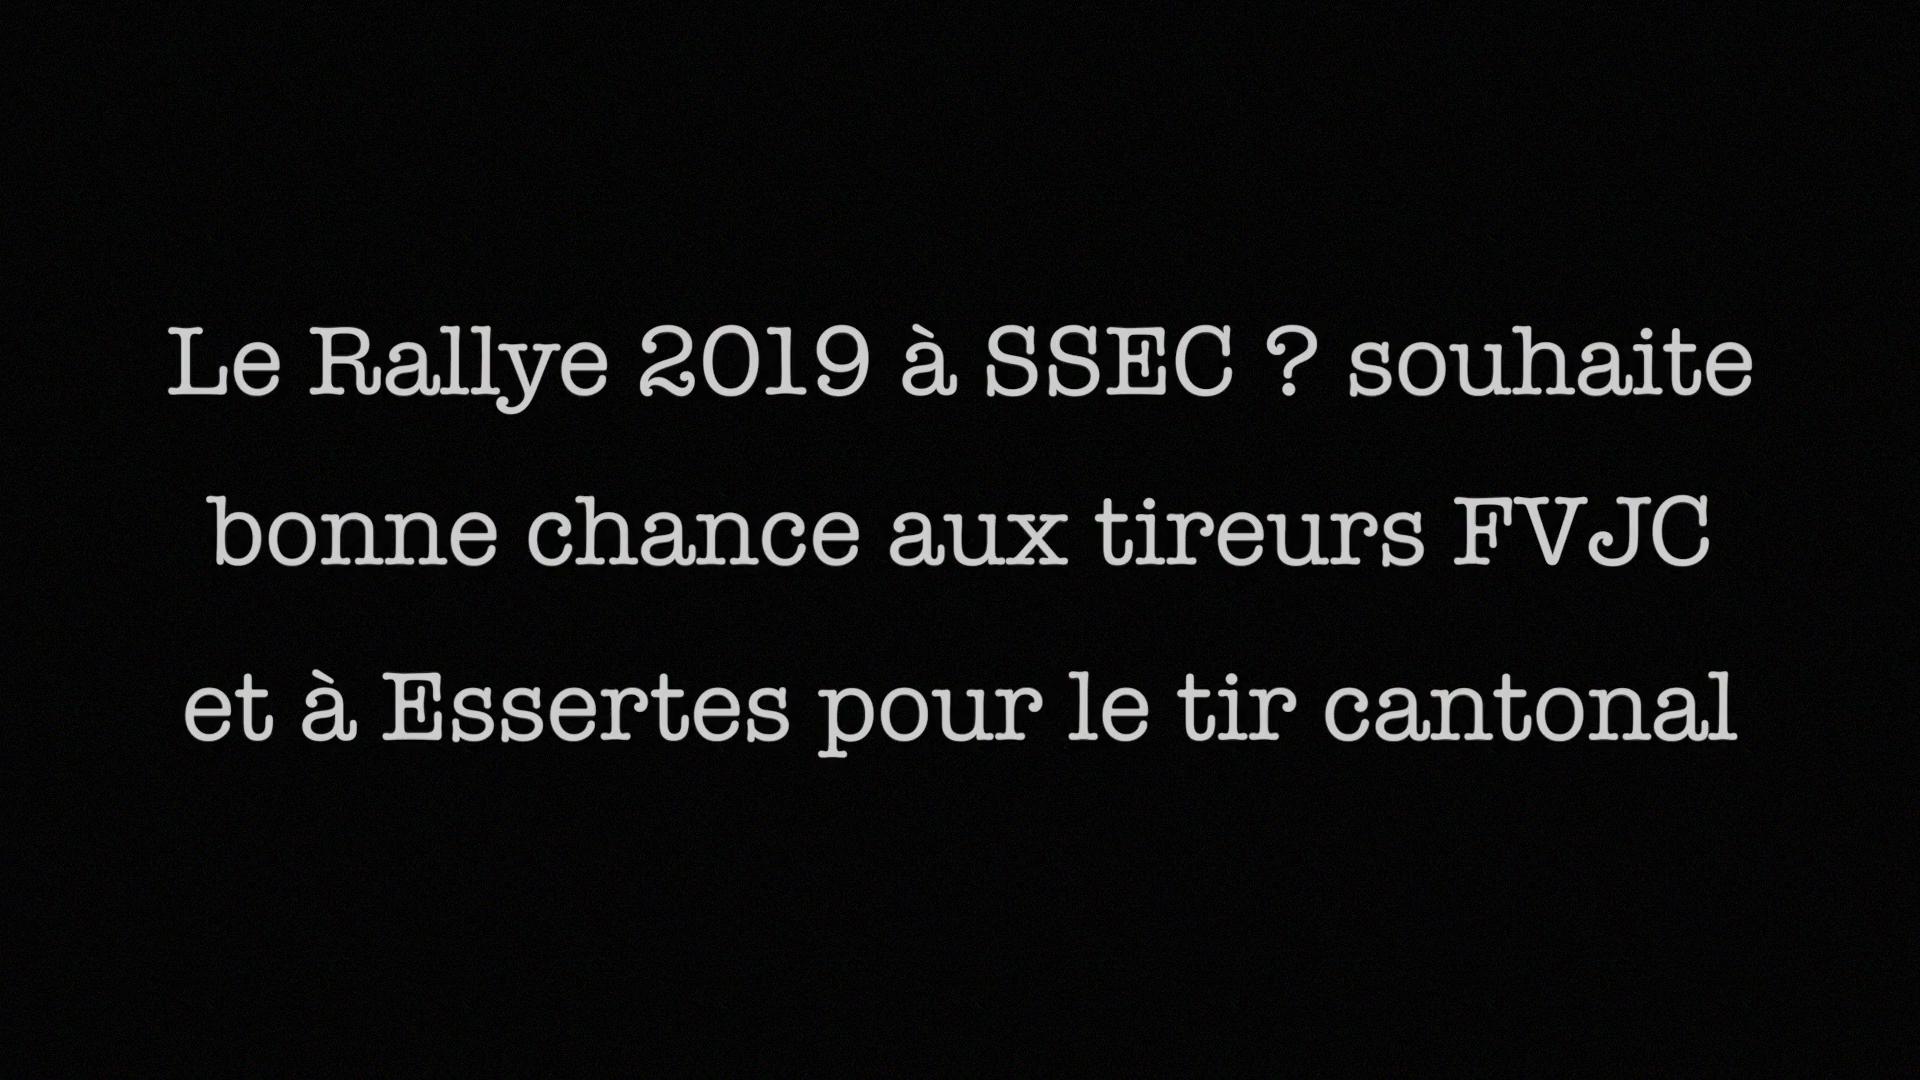 Le Rallye 2019 à SSEC ? souhaite
bonne chance aux tireurs FVJC
et à Essertes pour le tir cantonal